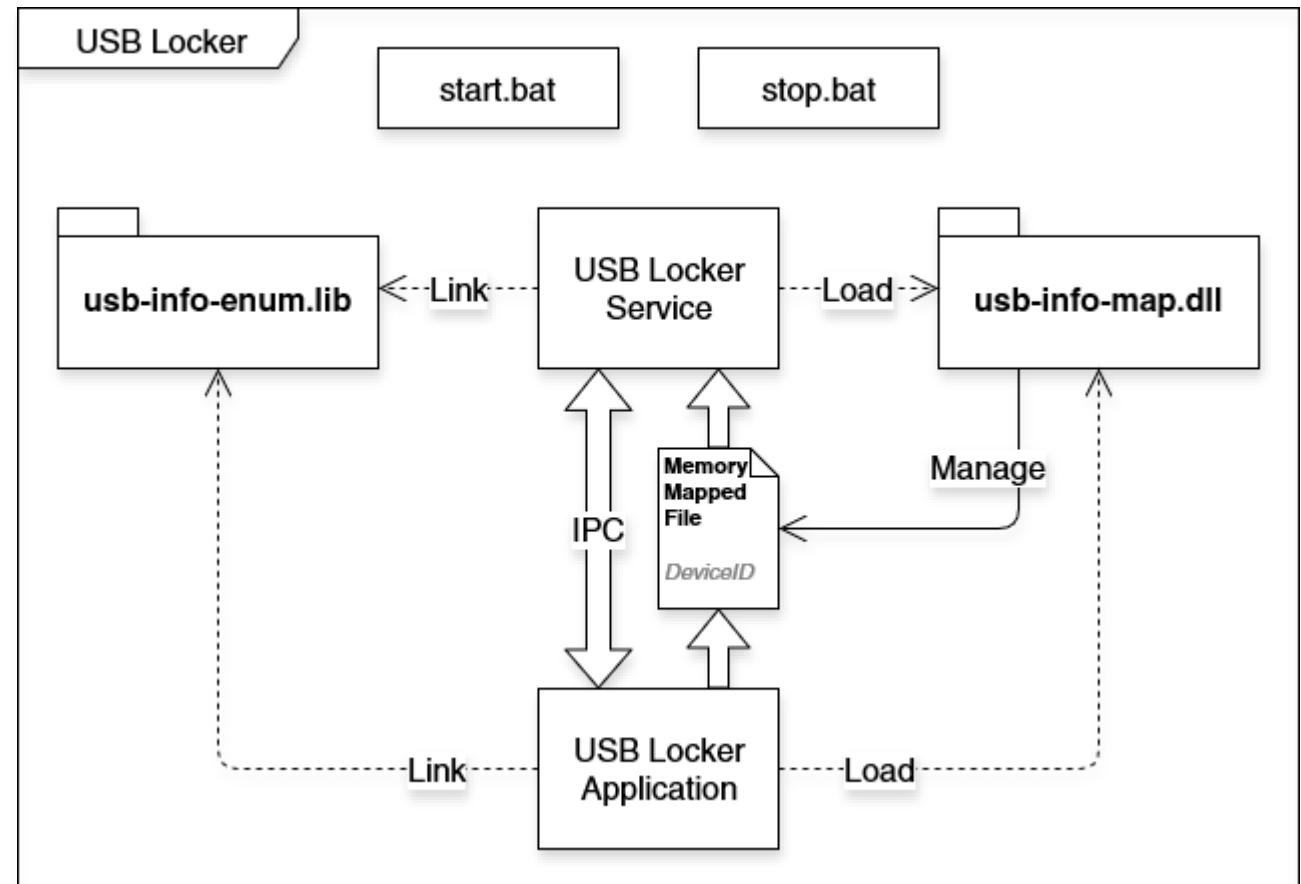 USB Locker
start.bat
stop.bat
usb-info-enum.lib
Link
USB Locker
Service
Load
usb-info-map.dll
Memory
Mapped
File
DeviceID
Manage
IPC
Link
USB Locker
Application
Load